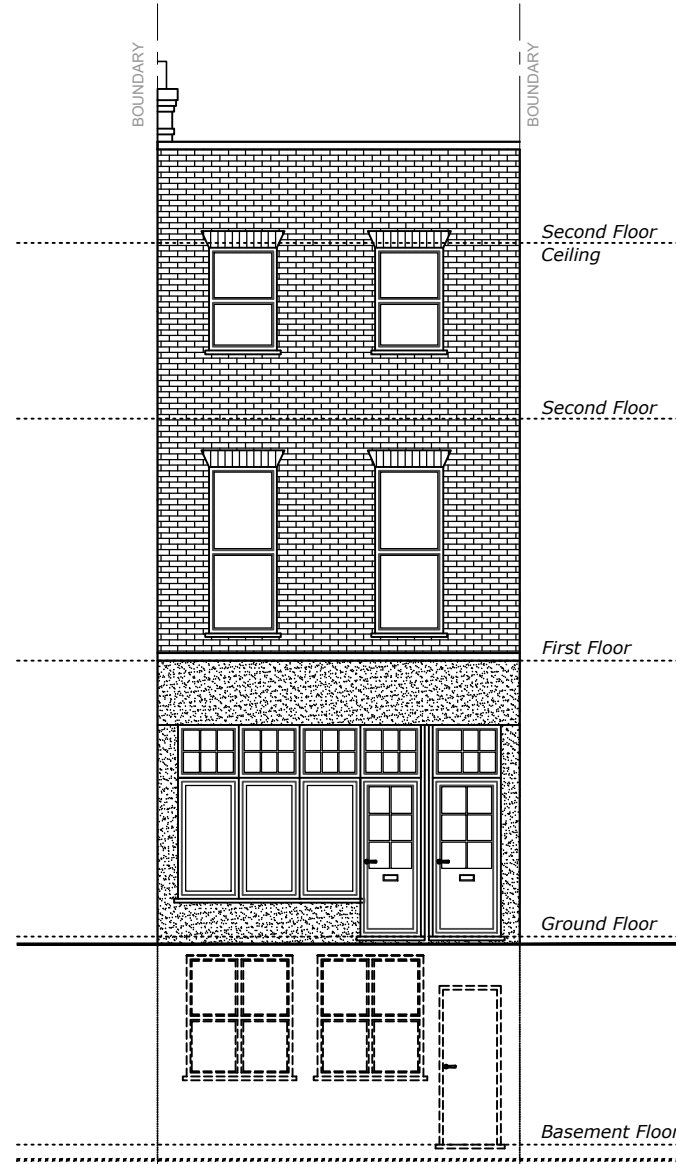 BOUNDARY
BOUNDARY
Second Floor
Ceiling
Second Floor
First Floor
Ground Floor
Basement Floor